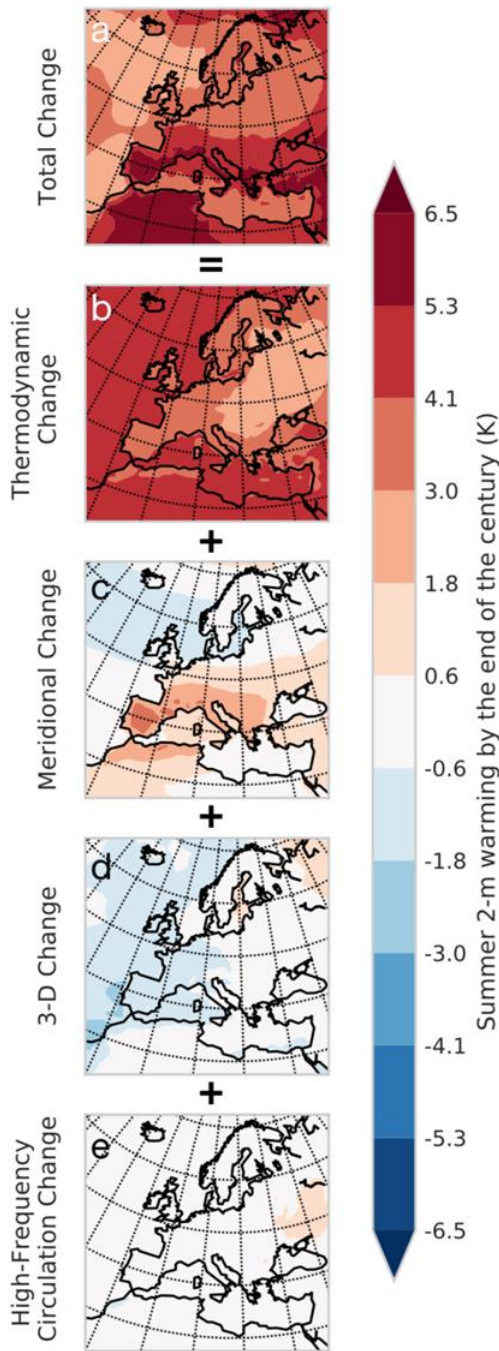 a
Total Change
=
b
Thermodynamic
Change
+
c
Meridional Change
+
d
3-D Change
+
e
High-Frequency
Circulation Change
6.5
5.3
4.1
3.0
1.8
0.6
-0.6
-1.8
-3.0
-4.1
-5.3
-6.5
Summer 2-m warming by the end of the century (K)